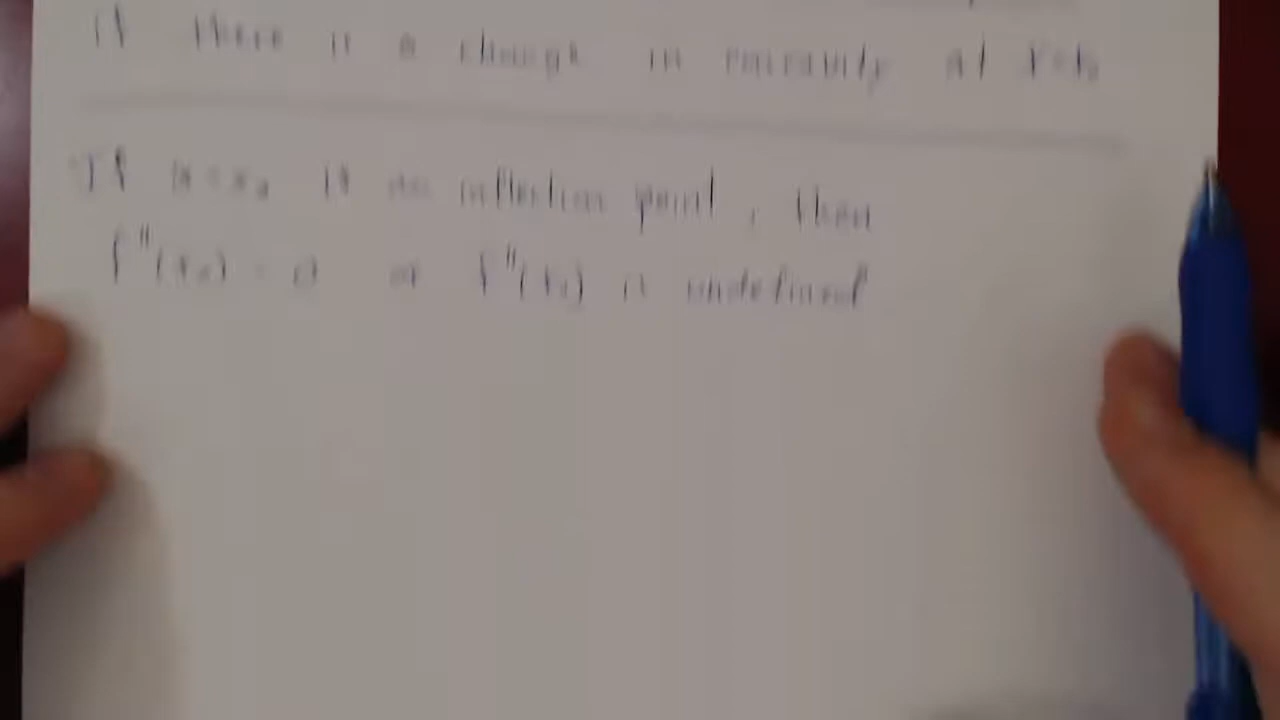 if there is a change in concavity at x=x₀
If x=x₀ is an inflection point, then
f"(x₀) = 0 or f"(x₀) is undefined